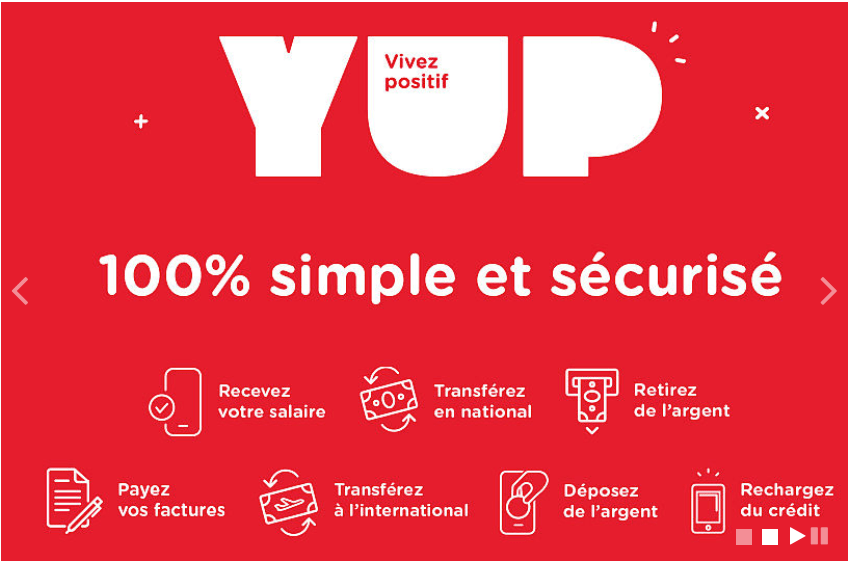 YUP
Vivez
positif
100% simple et sécurisé
Recevez
votre salaire
Transférez
en national
Retirez
de l'argent
Payez
vos factures
Transférez
à l'international
Déposez
de l'argent
Rechargez
du crédit